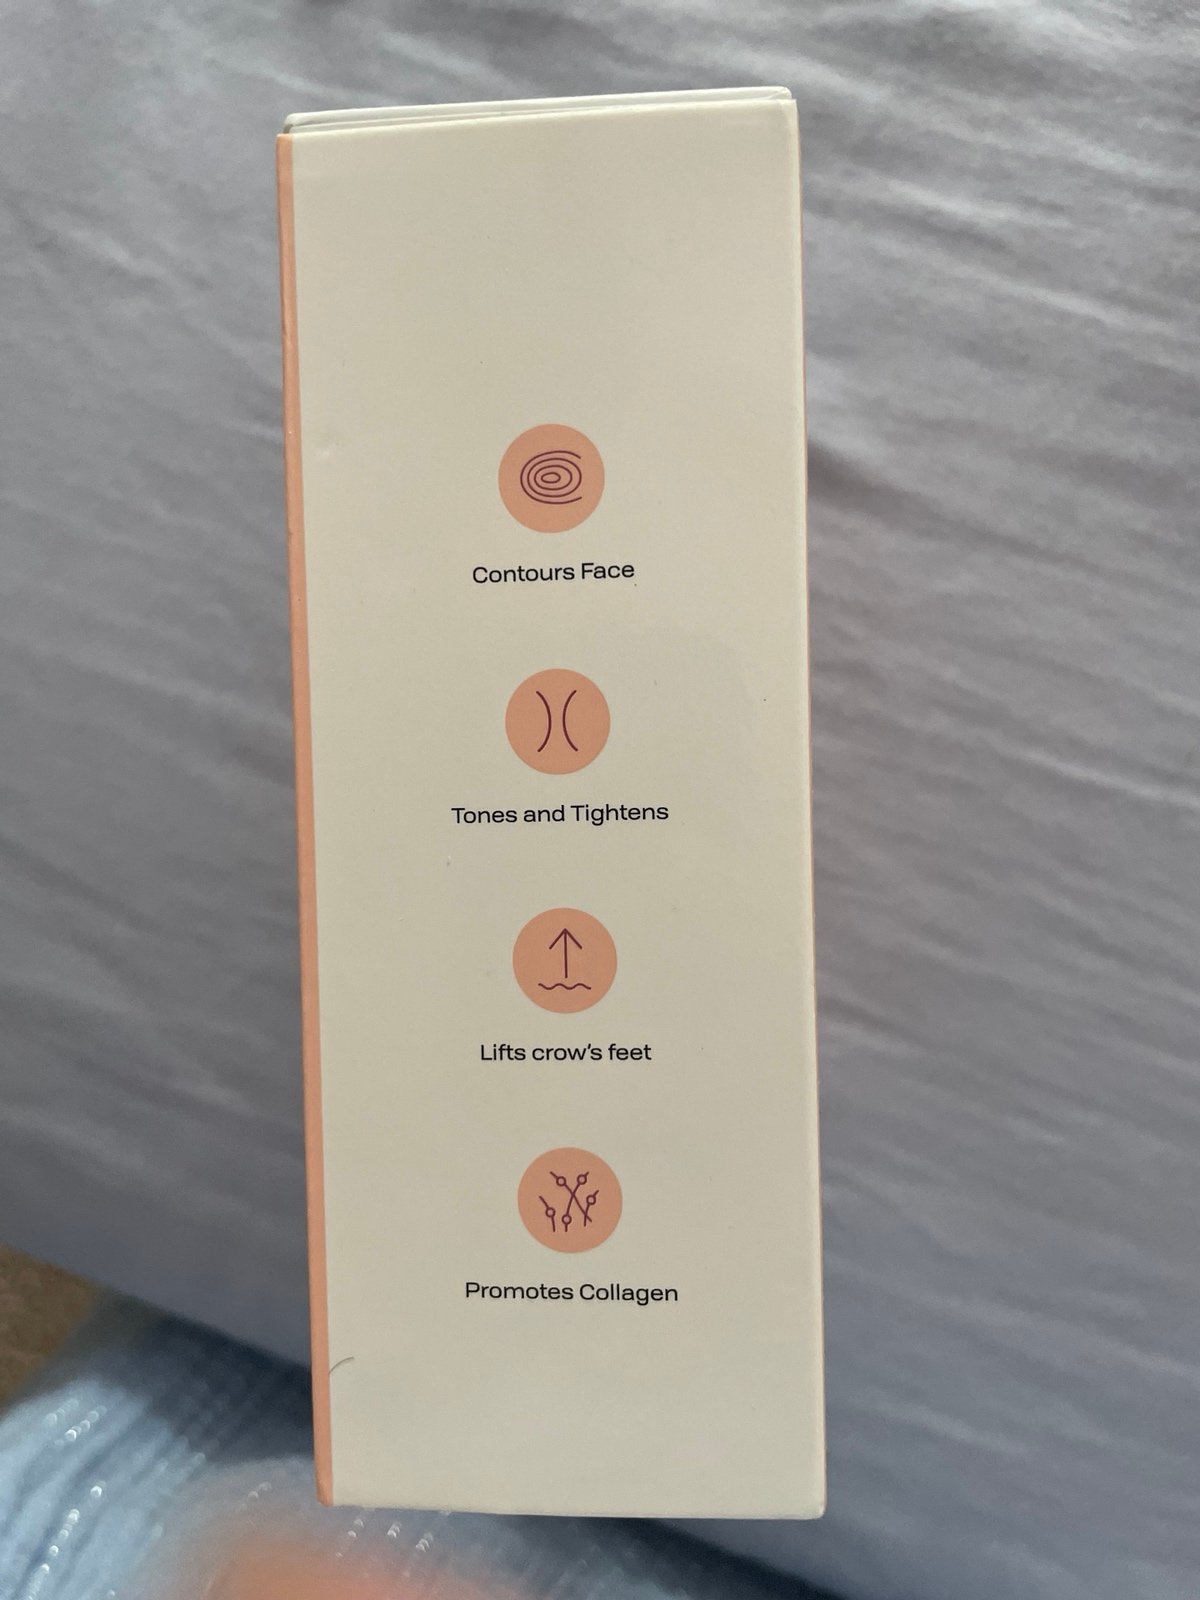 Contours Face
Tones and Tightens
Lifts crow’s feet
Promotes Collagen